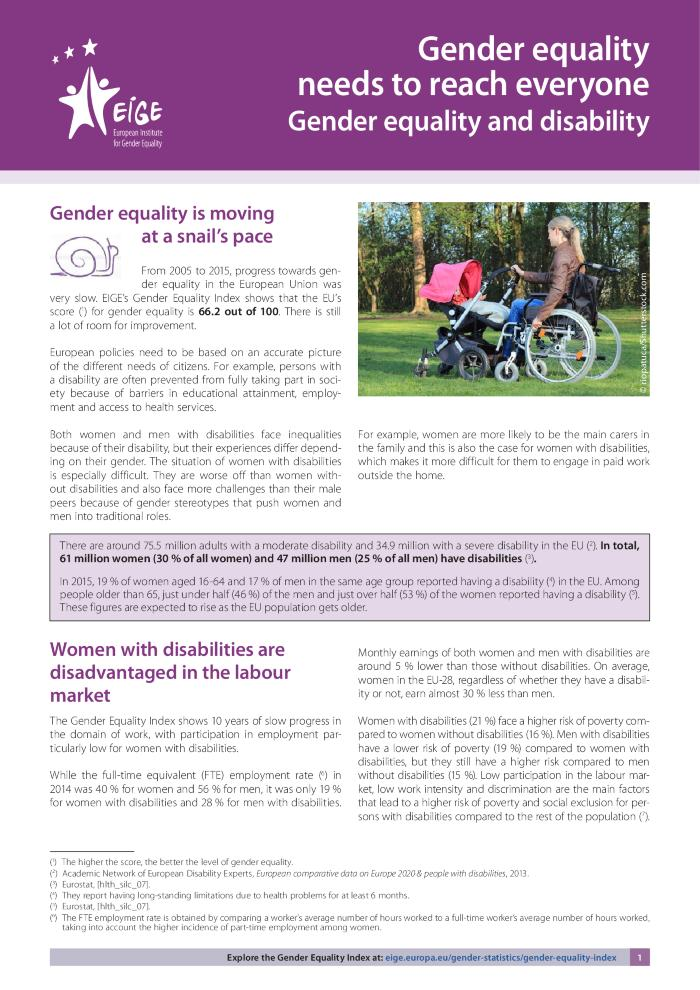 Gender equality
needs to reach everyone
Gender equality and disability
EIGE
European Institute
for Gender Equality
Gender equality is moving
at a snail's pace
From 2005 to 2015, progress towards gen-
der equality in the European Union was
very slow. EIGE's Gender Equality Index shows that the EU's
score (¹) for gender equality is 66.2 out of 100. There is still
a lot of room for improvement.
European policies need to be based on an accurate picture
of the different needs of citizens. For example, persons with
a disability are often prevented from fully taking part in soci-
ety because of barriers in educational attainment, employ-
ment and access to health services.
Both women and men with disabilities face inequalities
because of their disability, but their experiences differ depend-
ing on their gender. The situation of women with disabilities
is especially difficult. They are worse off than women with-
out disabilities and also face more challenges than their male
peers because of gender stereotypes that push women and
men into traditional roles.
© riopatuca/Shutterstock.com
For example, women are more likely to be the main carers in
the family and this is also the case for women with disabilities,
which makes it more difficult for them to engage in paid work
outside the home.
There are around 75.5 million adults with a moderate disability and 34.9 million with a severe disability in the EU (²). In total,
61 million women (30 % of all women) and 47 million men (25 % of all men) have disabilities (³).
In 2015, 19 % of women aged 16-64 and 17 % of men in the same age group reported having a disability (⁴) in the EU. Among
people older than 65, just under half (46 %) of the men and just over half (53 %) of the women reported having a disability (⁵).
These figures are expected to rise as the EU population gets older.
Women with disabilities are
disadvantaged in the labour
market
The Gender Equality Index shows 10 years of slow progress in
the domain of work, with participation in employment par-
ticularly low for women with disabilities.
While the full-time equivalent (FTE) employment rate (⁶) in
2014 was 40 % for women and 56 % for men, it was only 19 %
for women with disabilities and 28 % for men with disabilities.
Monthly earnings of both women and men with disabilities are
around 5 % lower than those without disabilities. On average,
women in the EU-28, regardless of whether they have a disabil-
ity or not, earn almost 30 % less than men.
Women with disabilities (21 %) face a higher risk of poverty com-
pared to women without disabilities (16 %). Men with disabilities
have a lower risk of poverty (19 %) compared to women with
disabilities, but they still have a higher risk compared to men
without disabilities (15 %). Low participation in the labour mar-
ket, low work intensity and discrimination are the main factors
that lead to a higher risk of poverty and social exclusion for per-
sons with disabilities compared to the rest of the population (⁷).
(¹) The higher the score, the better the level of gender equality.
(²) Academic Network of European Disability Experts, European comparative data on Europe 2020 & people with disabilities, 2013.
(³) Eurostat, [hlth_silc_07].
(⁴) They report having long-standing limitations due to health problems for at least 6 months.
(⁵) Eurostat, [hlth_silc_07].
(⁶) The FTE employment rate is obtained by comparing a worker's average number of hours worked to a full-time worker's average number of hours worked,
taking into account the higher incidence of part-time employment among women.
Explore the Gender Equality Index at: eige.europa.eu/gender-statistics/gender-equality-index
1